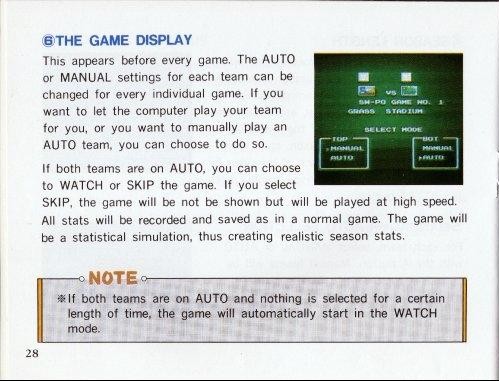 ⑥THE GAME DISPLAY
This appears before every game. The AUTO
or MANUAL settings for each team can be
changed for every individual game. If you
want to let the computer play your team
for you, or you want to manually play an
AUTO team, you can choose to do so.
VS
SW-PO GAME NO. 1
GRASS STADIUM
SELECT MODE
TOP
MANUAL
AUTO
BOT
MANUAL
AUTO
If both teams are on AUTO, you can choose
to WATCH or SKIP the game. If you select
SKIP, the game will be not be shown but will be played at high speed.
All stats will be recorded and saved as in a normal game. The game will
be a statistical simulation, thus creating realistic season stats.
NOTE
※If both teams are on AUTO and nothing is selected for a certain
length of time, the game will automatically start in the WATCH
mode.
28